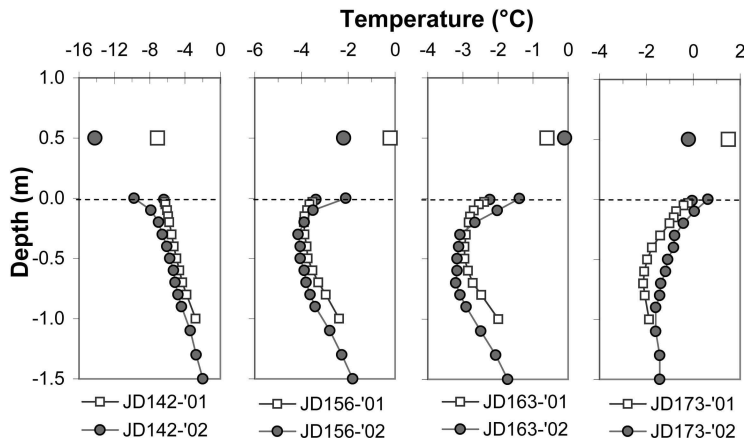 Temperature (°C)
-16 -12 -8 -4 0
-6 -4 -2 0
-4 -3 -2 -1 0
-4 -2 0 2
Depth (m)
1.0
0.5
0.0
-0.5
-1.0
-1.5
JD142-'01
JD142-'02
JD156-'01
JD156-'02
JD163-'01
JD163-'02
JD173-'01
JD173-'02